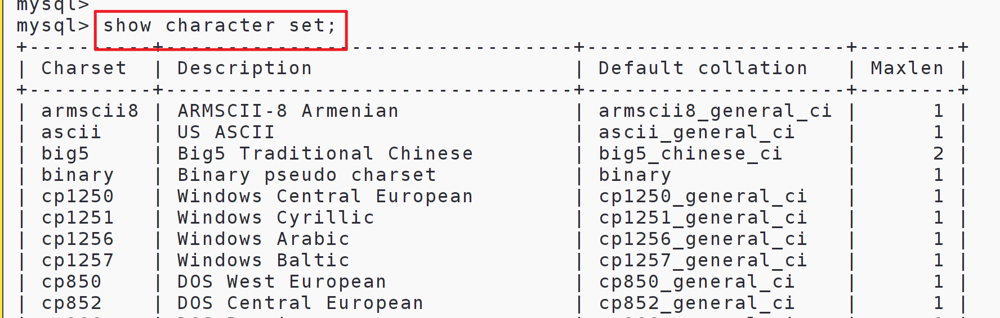 mysql>
mysql> show character set;
+----------+---------------------------------+---------------------+--------+
| Charset  | Description                     | Default collation   | Maxlen |
+----------+---------------------------------+---------------------+--------+
| armscii8 | ARMSCII-8 Armenian              | armscii8_general_ci |      1 |
| ascii    | US ASCII                        | ascii_general_ci    |      1 |
| big5     | Big5 Traditional Chinese        | big5_chinese_ci     |      2 |
| binary   | Binary pseudo charset           | binary              |      1 |
| cp1250   | Windows Central European        | cp1250_general_ci   |      1 |
| cp1251   | Windows Cyrillic                | cp1251_general_ci   |      1 |
| cp1256   | Windows Arabic                  | cp1256_general_ci   |      1 |
| cp1257   | Windows Baltic                  | cp1257_general_ci   |      1 |
| cp850    | DOS West European               | cp850_general_ci    |      1 |
| cp852    | DOS Central European            | cp852_general_ci    |      1 |